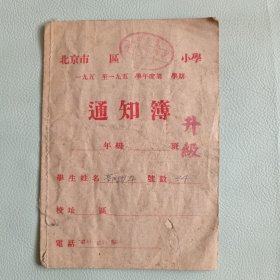 北京市 區 小學
一九五 至一九五 學年度第 學期
通知簿
升級
年級 班
學生姓名 號數 34
校址 區
電話